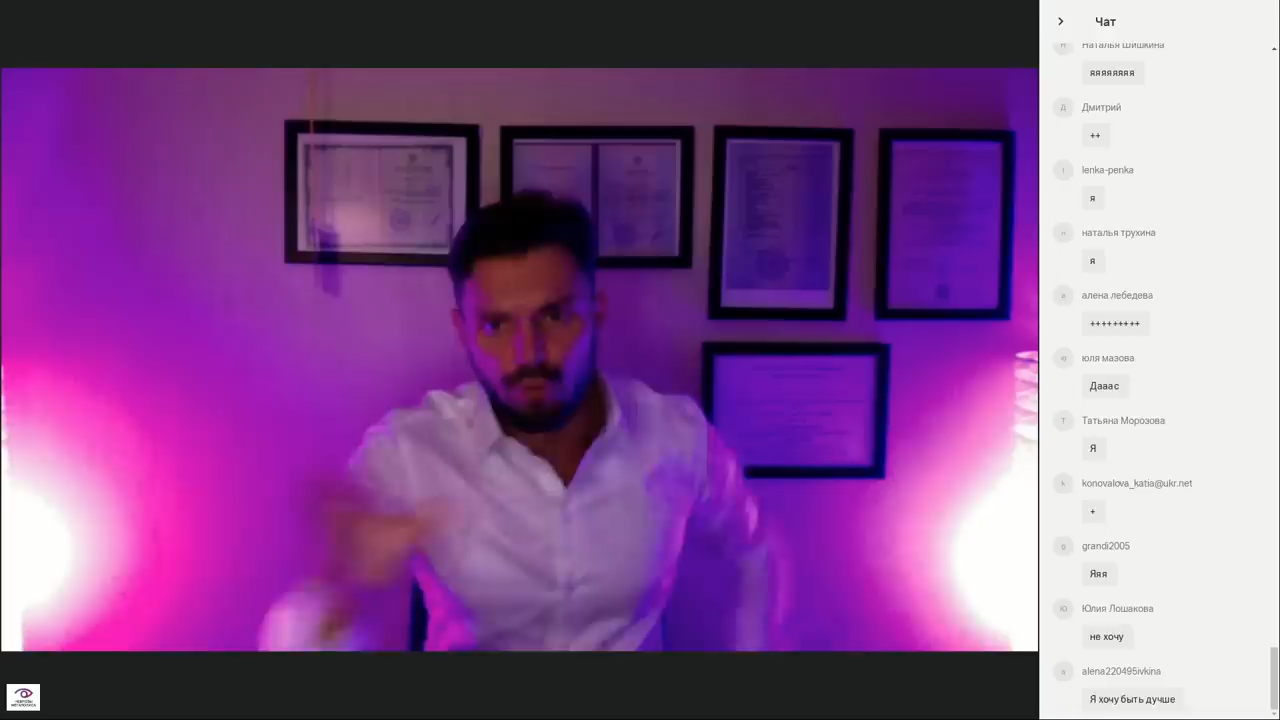 Чат
Наталья Шишкина
яяяяяяяя
Дмитрий
++
lenka-penka
я
наталья трухина
я
алена лебедева
+++++++++
юля мазова
Дааас
Татьяна Морозова
Я
konovalova_katia@ukr.net
+
grandi2005
Яяя
Юлия Лошакова
не хочу
alena220495ivkina
Я хочу быть дучше